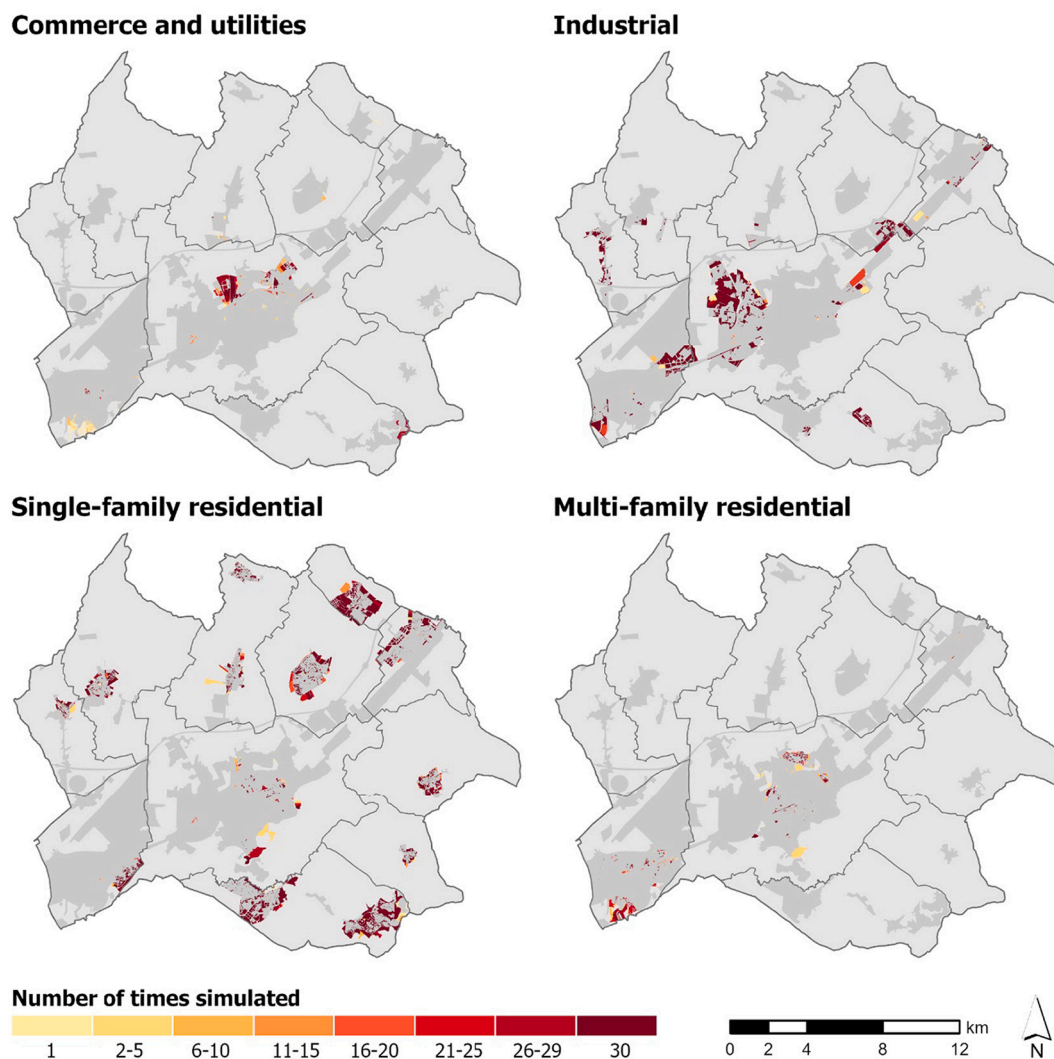 Commerce and utilities
Industrial
Single-family residential
Multi-family residential
Number of times simulated
1 2-5 6-10 11-15 16-20 21-25 26-29 30
km
0 2 4 8 12
N